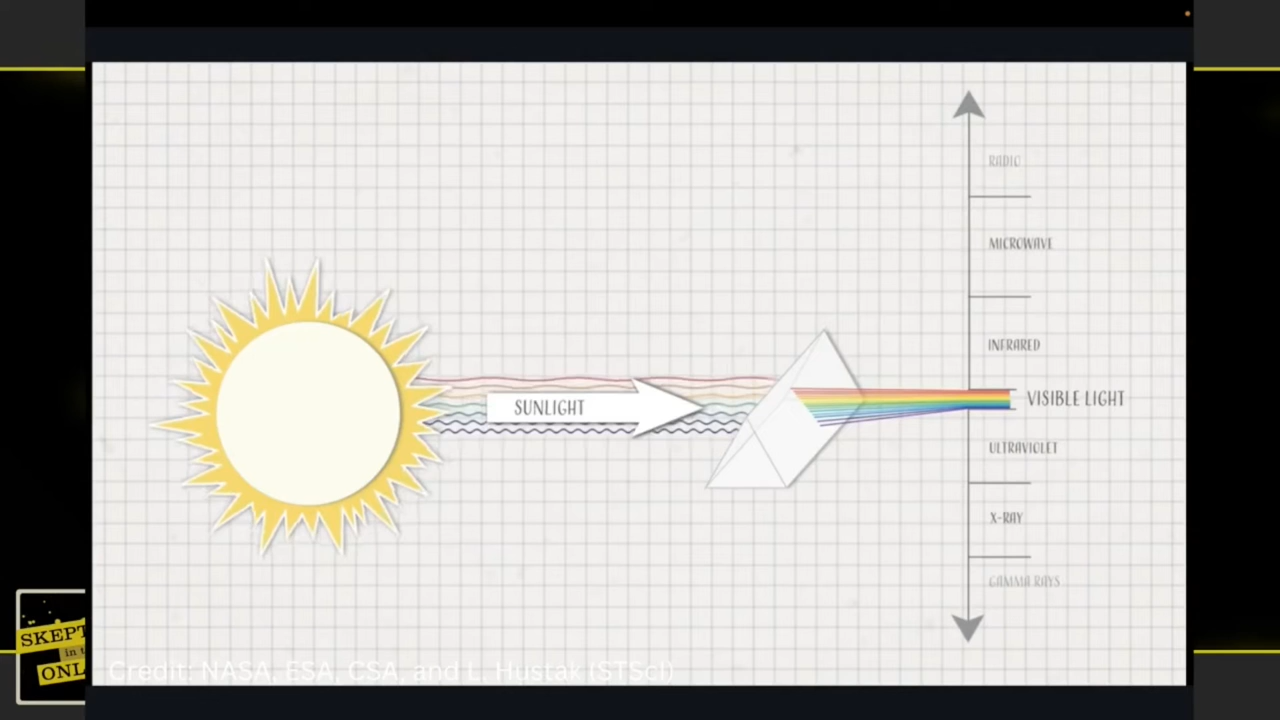 RADIO
MICROWAVE
INFRARED
VISIBLE LIGHT
SUNLIGHT
ULTRAVIOLET
X-RAY
GAMMA RAYS
SKEPT
in t
ONL
Credit: NASA, ESA, CSA, and L. Hustak (STScI)